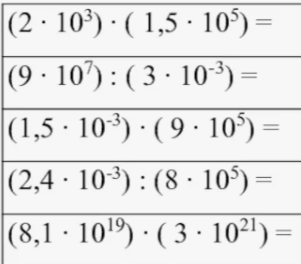 (2 · 10³) · ( 1,5 · 10⁵) =
(9 · 10⁷) : ( 3 · 10⁻³) =
(1,5 · 10⁻³) · ( 9 · 10⁵) =
(2,4 · 10⁻³) : (8 · 10⁵) =
(8,1 · 10¹⁹) · ( 3 · 10²¹) =